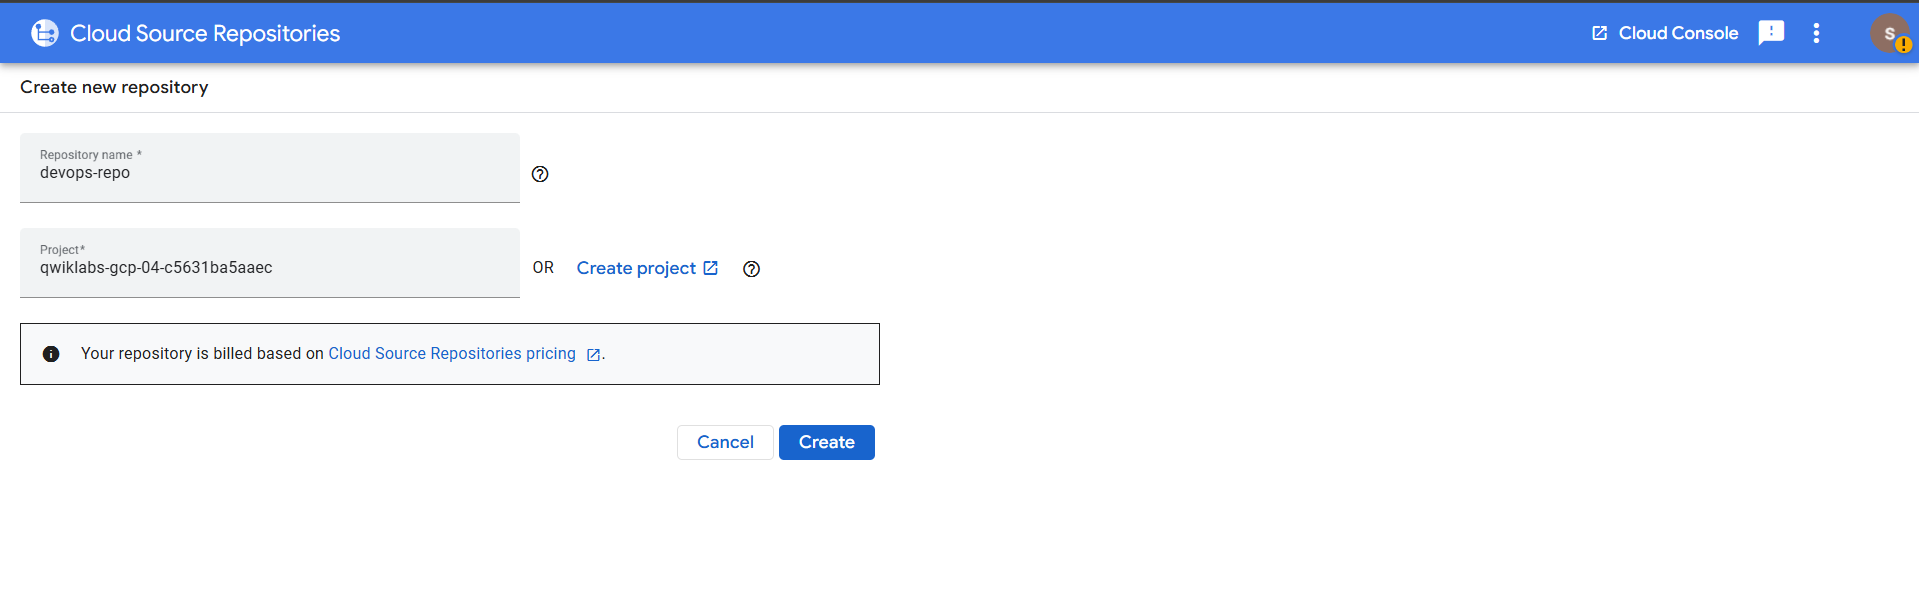 Cloud Source Repositories
Cloud Console
S
Create new repository
Repository name *
devops-repo
Project*
qwiklabs-gcp-04-c5631ba5aaec
OR Create project
Your repository is billed based on Cloud Source Repositories pricing .
Cancel Create